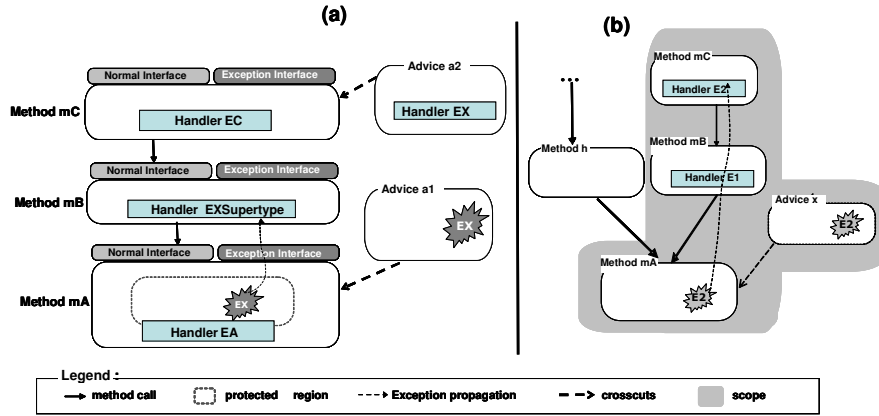 (a)
Normal Interface
Exception Interface
Method mC
Handler EC
Advice a2
Handler EX
Normal Interface
Exception Interface
Method mB
Handler EXSupertype
Advice a1
EX
Normal Interface
Exception Interface
Method mA
EX
Handler EA
(b)
...
Method mC
Handler E2
Method h
Method mB
Handler E1
Advice x
E2
Method mA
E2
Legend :
method call
protected region
Exception propagation
crosscuts
scope